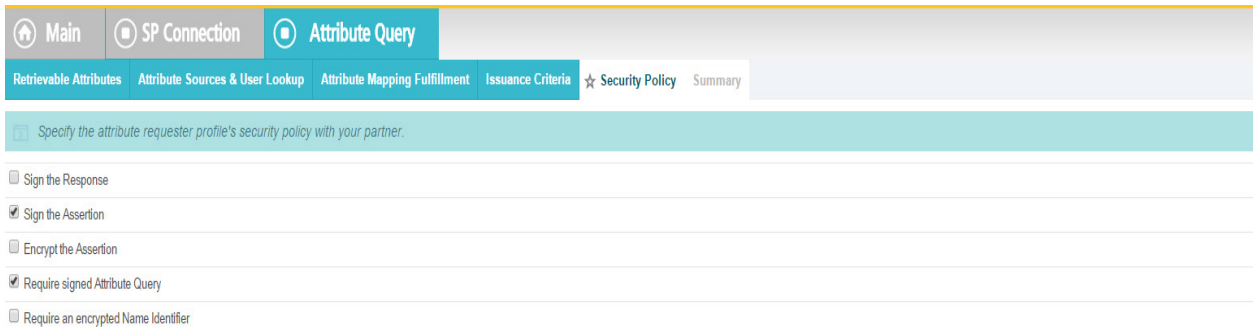 Main SP Connection Attribute Query
Retrievable Attributes Attribute Sources & User Lookup Attribute Mapping Fulfillment Issuance Criteria Security Policy Summary
Specify the attribute requester profile's security policy with your partner.
Sign the Response
Sign the Assertion
Encrypt the Assertion
Require signed Attribute Query
Require an encrypted Name Identifier